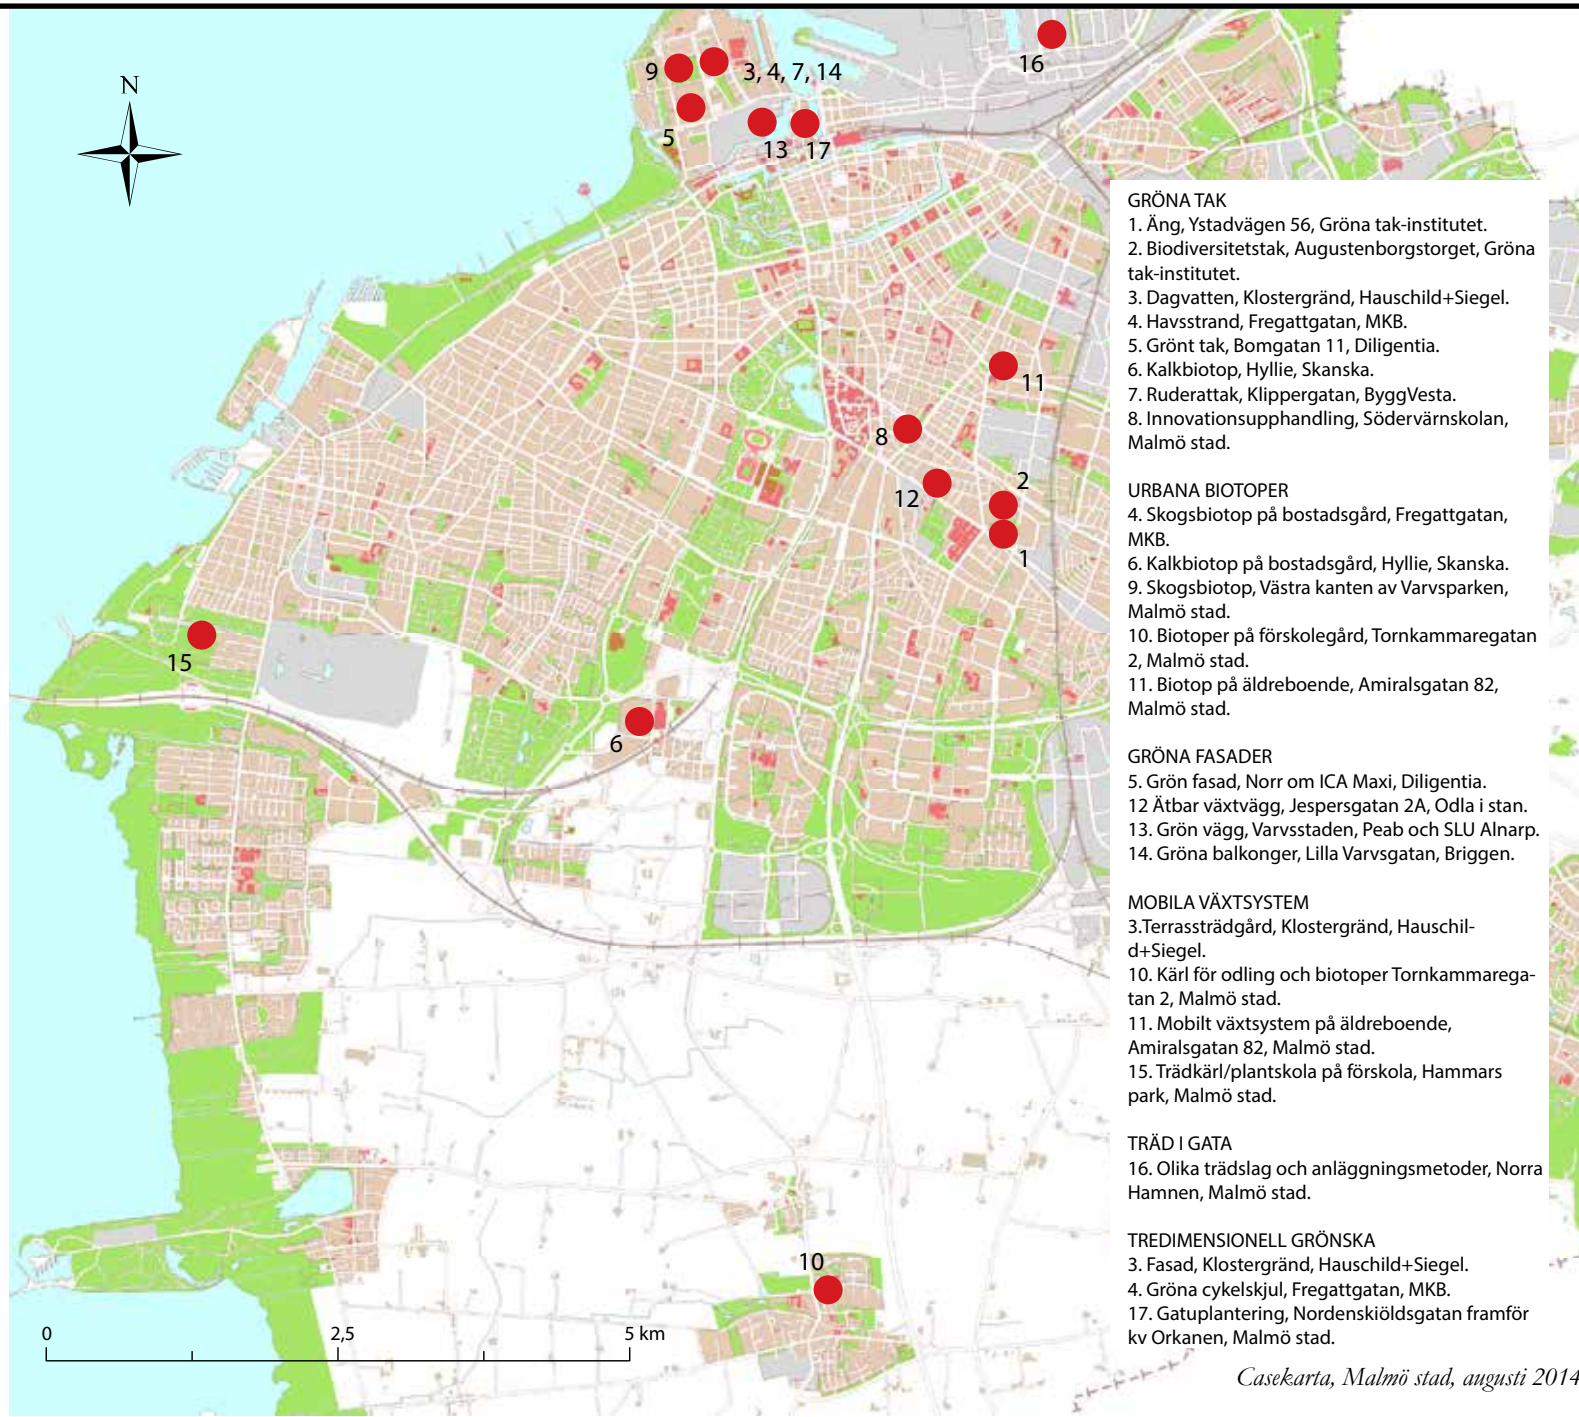 N
9
3, 4, 7, 14
16
5
13
17
11
8
2
12
1
15
6
10
0
2,5
5 km
GRÖNA TAK
1. Äng, Ystadvägen 56, Gröna tak-institutet.
2. Biodiversitetstak, Augustenborgstorget, Gröna
tak-institutet.
3. Dagvatten, Klostergränd, Hauschild+Siegel.
4. Havsstrand, Fregattgatan, MKB.
5. Grönt tak, Bomgatan 11, Diligentia.
6. Kalkbiotop, Hyllie, Skanska.
7. Ruderattak, Klippergatan, ByggVesta.
8. Innovationsupphandling, Södervärnskolan,
Malmö stad.
URBANA BIOTOPER
4. Skogsbiotop på bostadsgård, Fregattgatan,
MKB.
6. Kalkbiotop på bostadsgård, Hyllie, Skanska.
9. Skogsbiotop, Västra kanten av Varvsparken,
Malmö stad.
10. Biotoper på förskolegård, Tornkammaregatan
2, Malmö stad.
11. Biotop på äldreboende, Amiralsgatan 82,
Malmö stad.
GRÖNA FASADER
5. Grön fasad, Norr om ICA Maxi, Diligentia.
12 Ätbar växtvägg, Jespersgatan 2A, Odla i stan.
13. Grön vägg, Varvsstaden, Peab och SLU Alnarp.
14. Gröna balkonger, Lilla Varvsgatan, Briggen.
MOBILA VÄXTSYSTEM
3.Terrassträdgård, Klostergränd, Hauschil-
d+Siegel.
10. Kärl för odling och biotoper Tornkammarega-
tan 2, Malmö stad.
11. Mobilt växtsystem på äldreboende,
Amiralsgatan 82, Malmö stad.
15. Trädkärl/plantskola på förskola, Hammars
park, Malmö stad.
TRÄD I GATA
16. Olika trädslag och anläggningsmetoder, Norra
Hamnen, Malmö stad.
TREDIMENSIONELL GRÖNSKA
3. Fasad, Klostergränd, Hauschild+Siegel.
4. Gröna cykelskjul, Fregattgatan, MKB.
17. Gatuplantering, Nordenskiöldsgatan framför
kv Orkanen, Malmö stad.
Casekarta, Malmö stad, augusti 2014